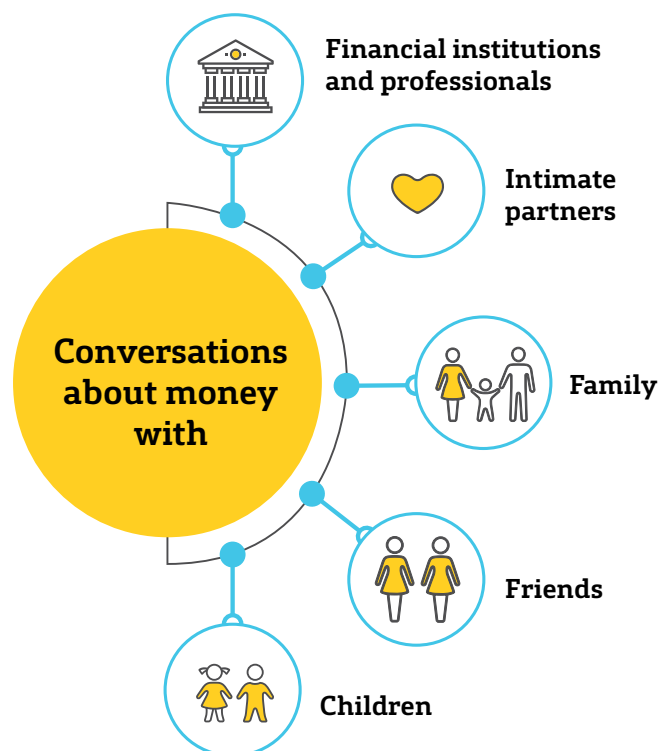 Financial institutions
and professionals
Intimate
partners
Conversations
about money
with
Family
Friends
Children